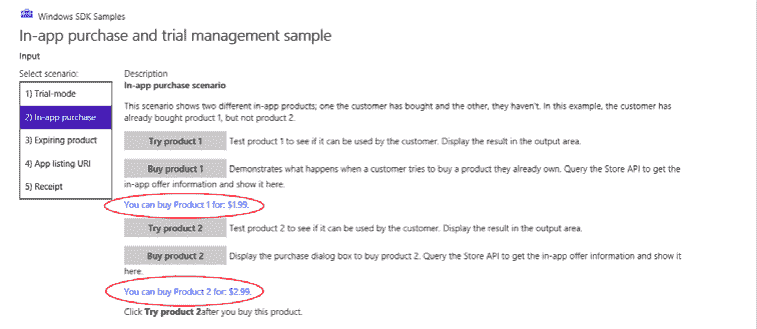 Windows SDK Samples
In-app purchase and trial management sample
Input
Select scenario:
1) Trial-mode
2) In-app purchase
3) Expiring product
4) App listing URI
5) Receipt
Description
In-app purchase scenario
This scenario shows two different in-app products; one the customer has bought and the other, they haven't. In this example, the customer has
already bought product 1, but not product 2.
Try product 1 Test product 1 to see if it can be used by the customer. Display the result in the output area.
Buy product 1 Demonstrates what happens when a customer tries to buy a product they already own. Query the Store API to get the
in-app offer information and show it here.
You can buy Product 1 for: $1.99.
Try product 2 Test product 2 to see if it can be used by the customer. Display the result in the output area.
Buy product 2 Display the purchase dialog box to buy product 2. Query the Store API to get the in-app offer information and show it
here.
You can buy Product 2 for: $2.99.
Click Try product 2after you buy this product.